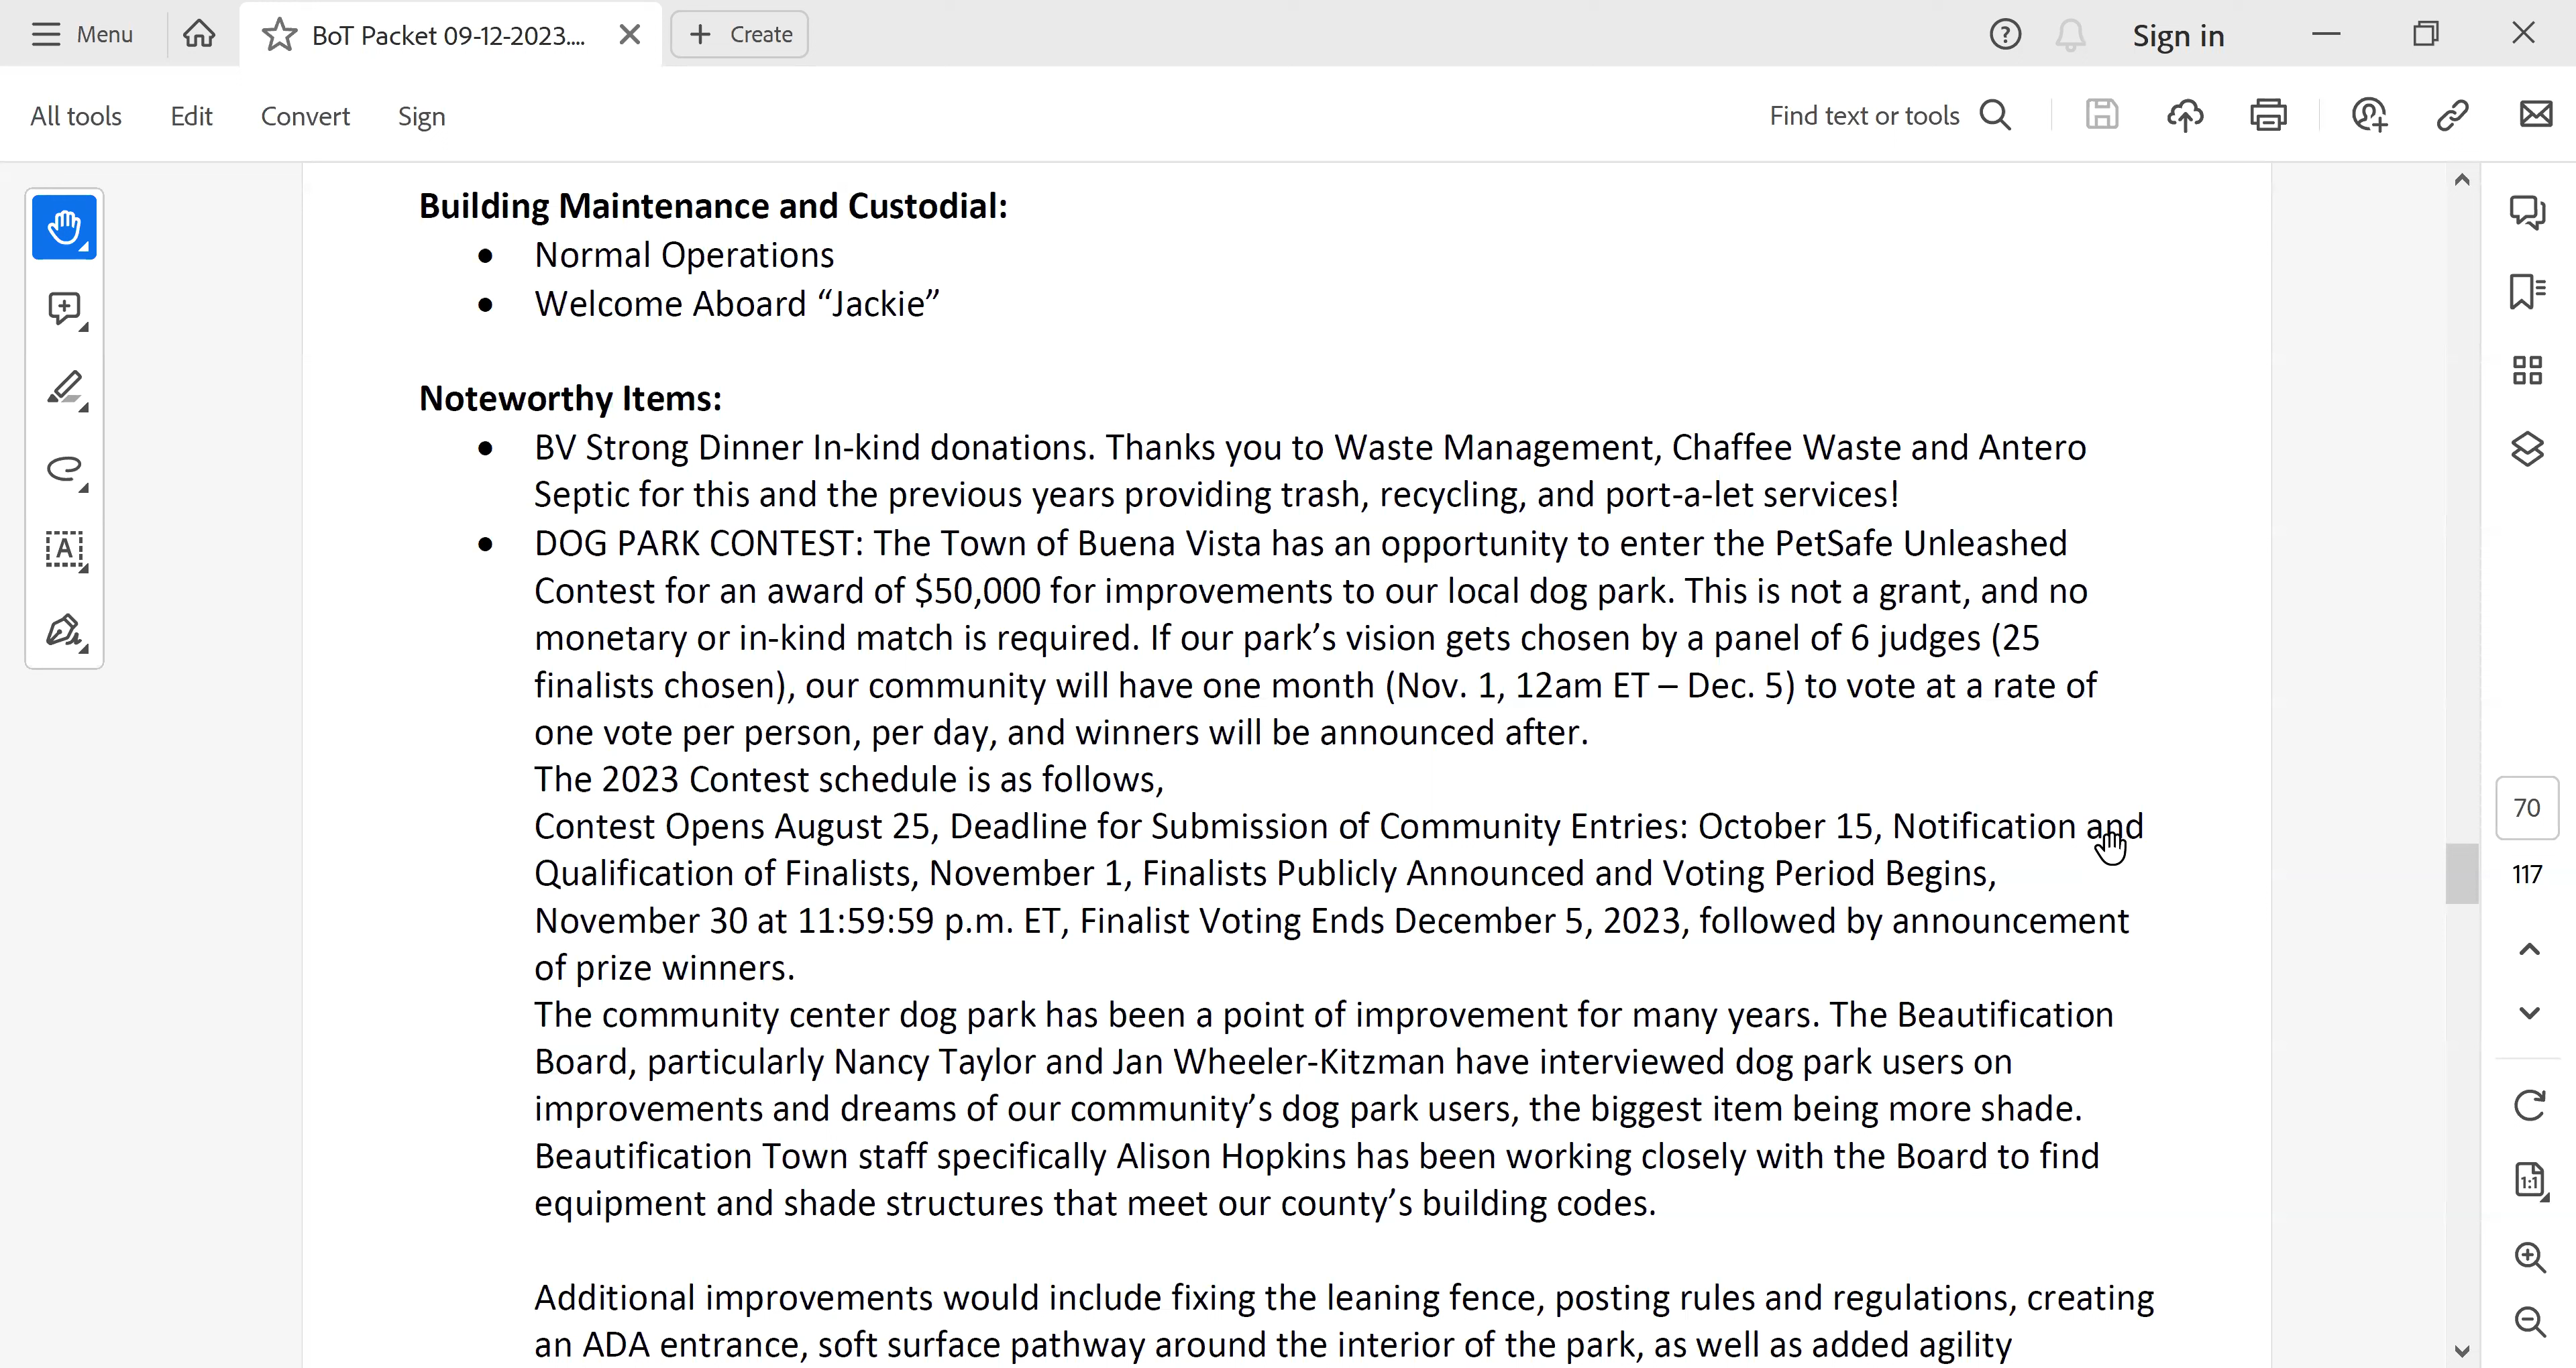 Menu
BoT Packet 09-12-2023....
Create
Sign in
All tools
Edit
Convert
Sign
Find text or tools
Building Maintenance and Custodial:
• Normal Operations
• Welcome Aboard “Jackie”
Noteworthy Items:
• BV Strong Dinner In-kind donations. Thanks you to Waste Management, Chaffee Waste and Antero
Septic for this and the previous years providing trash, recycling, and port-a-let services!
• DOG PARK CONTEST: The Town of Buena Vista has an opportunity to enter the PetSafe Unleashed
Contest for an award of $50,000 for improvements to our local dog park. This is not a grant, and no
monetary or in-kind match is required. If our park’s vision gets chosen by a panel of 6 judges (25
finalists chosen), our community will have one month (Nov. 1, 12am ET – Dec. 5) to vote at a rate of
one vote per person, per day, and winners will be announced after.
The 2023 Contest schedule is as follows,
Contest Opens August 25, Deadline for Submission of Community Entries: October 15, Notification and
Qualification of Finalists, November 1, Finalists Publicly Announced and Voting Period Begins,
November 30 at 11:59:59 p.m. ET, Finalist Voting Ends December 5, 2023, followed by announcement
of prize winners.
The community center dog park has been a point of improvement for many years. The Beautification
Board, particularly Nancy Taylor and Jan Wheeler-Kitzman have interviewed dog park users on
improvements and dreams of our community’s dog park users, the biggest item being more shade.
Beautification Town staff specifically Alison Hopkins has been working closely with the Board to find
equipment and shade structures that meet our county’s building codes.
Additional improvements would include fixing the leaning fence, posting rules and regulations, creating
an ADA entrance, soft surface pathway around the interior of the park, as well as added agility
70
117
1:1